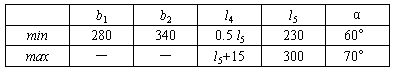 b1 b2 l4 l5 α
min 280 340 0.5 l5 230 60°
max — — l5+15 300 70°